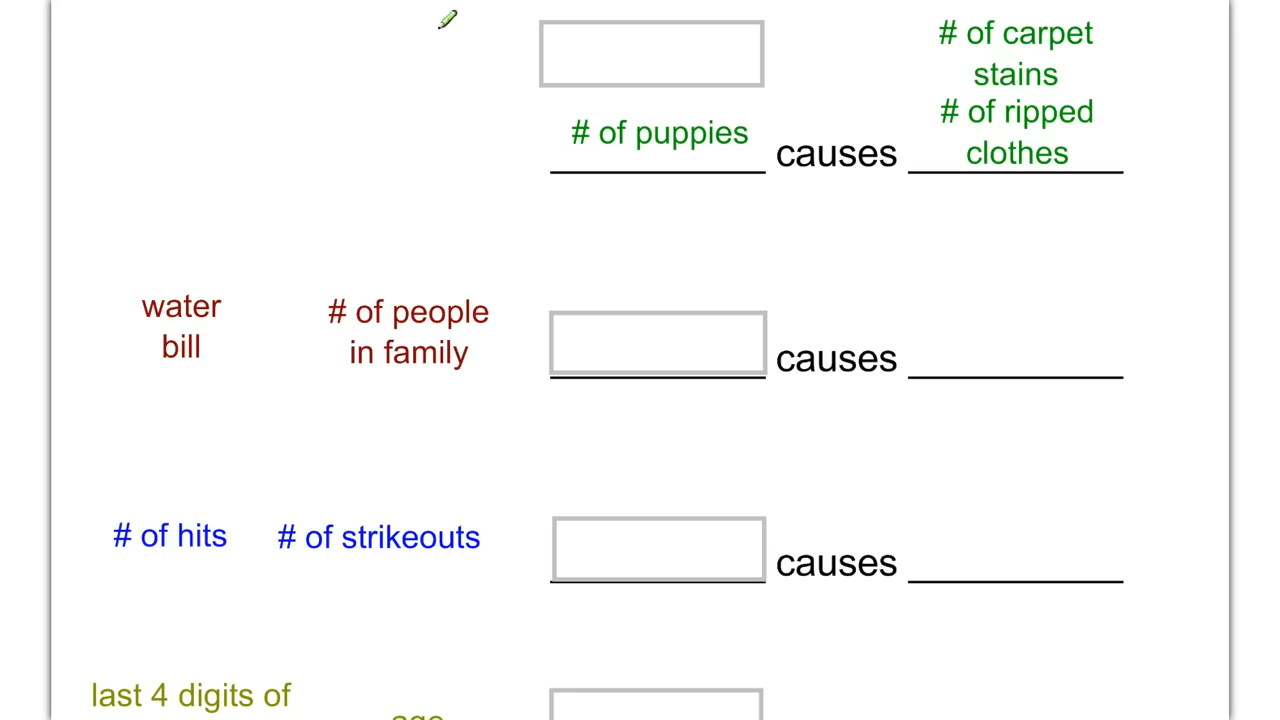 # of carpet
stains
# of ripped
clothes
# of puppies
causes
water
bill
# of people
in family
causes
# of hits
# of strikeouts
causes
last 4 digits of
age